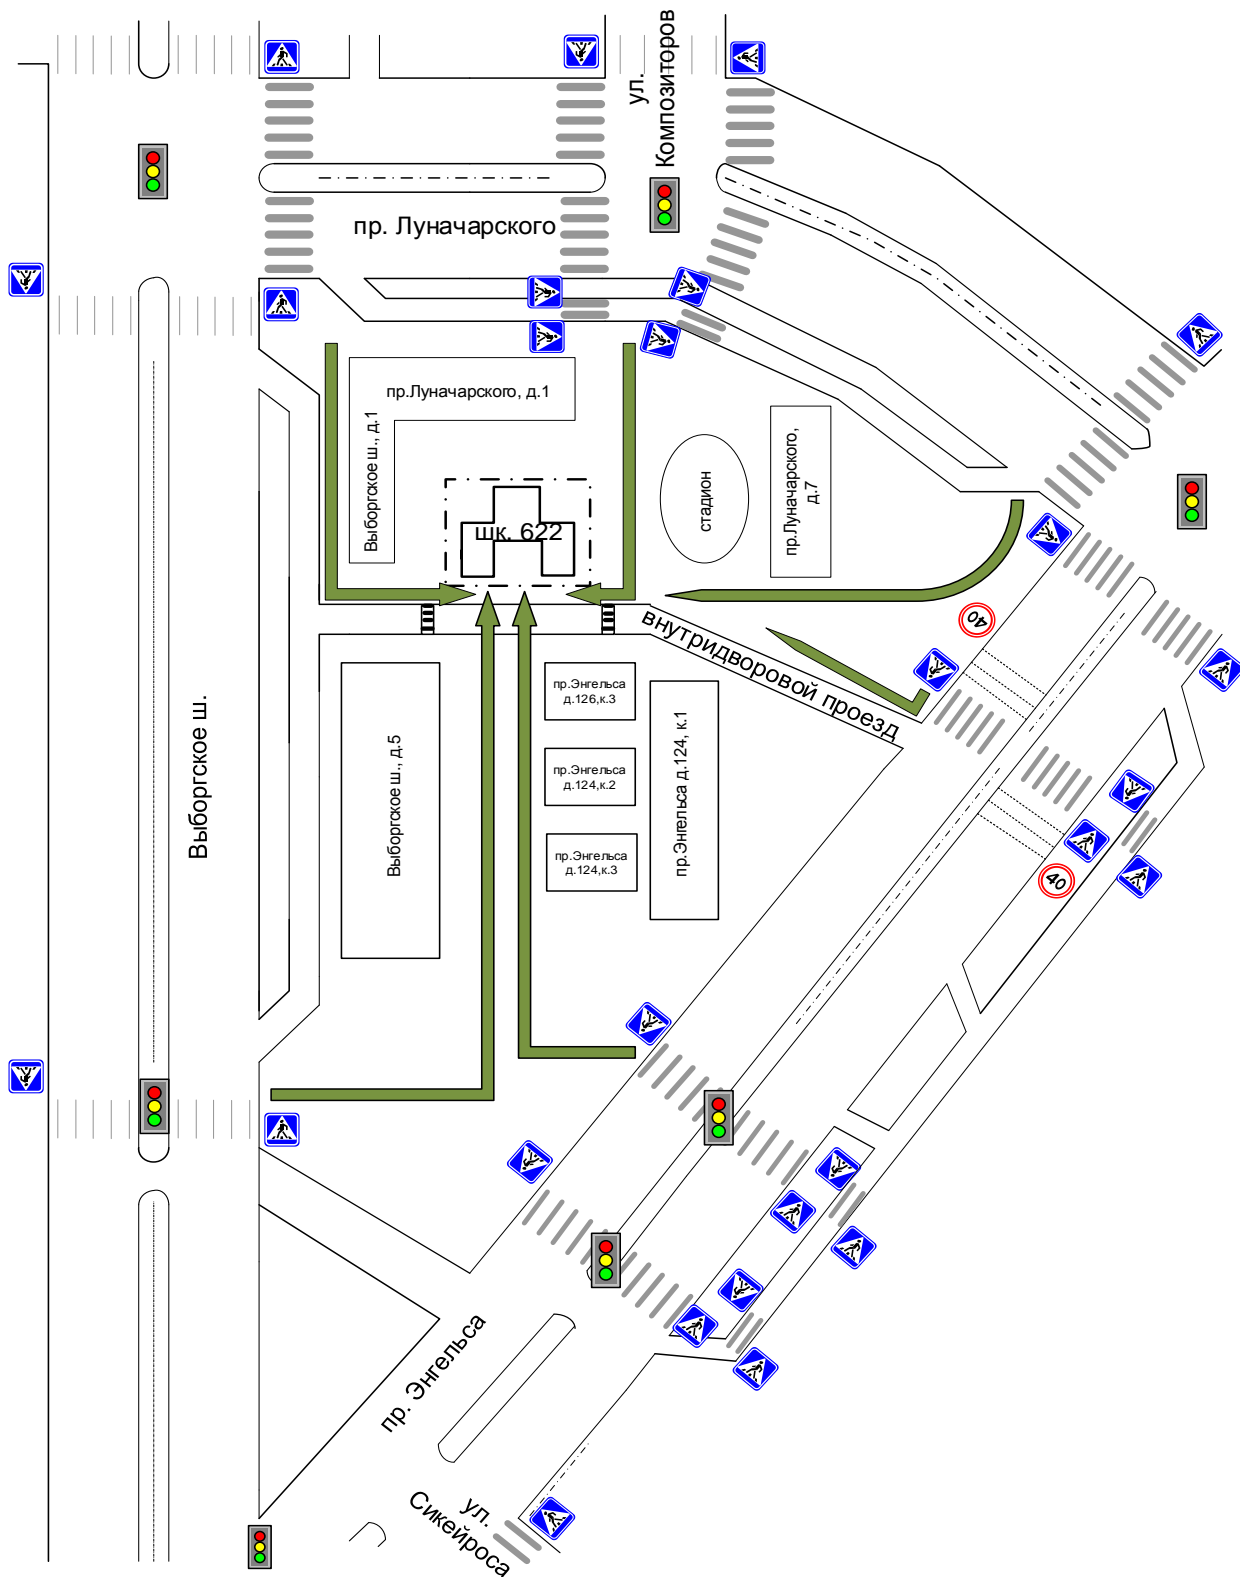 ул.
Композиторов
пр. Луначарского
пр.Луначарского, д.1
Выборгское ш., д.1
шк. 622
стадион
пр.Луначарского,
д.7
40
внутридворовой проезд
Выборгское ш.
Выборгское ш., д.5
пр.Энгельса
д.126,к.3
пр.Энгельса
д.124,к.2
пр.Энгельса
д.124,к.3
пр.Энгельса д.124, к.1
40
пр. Энгельса
ул.
Сикейроса